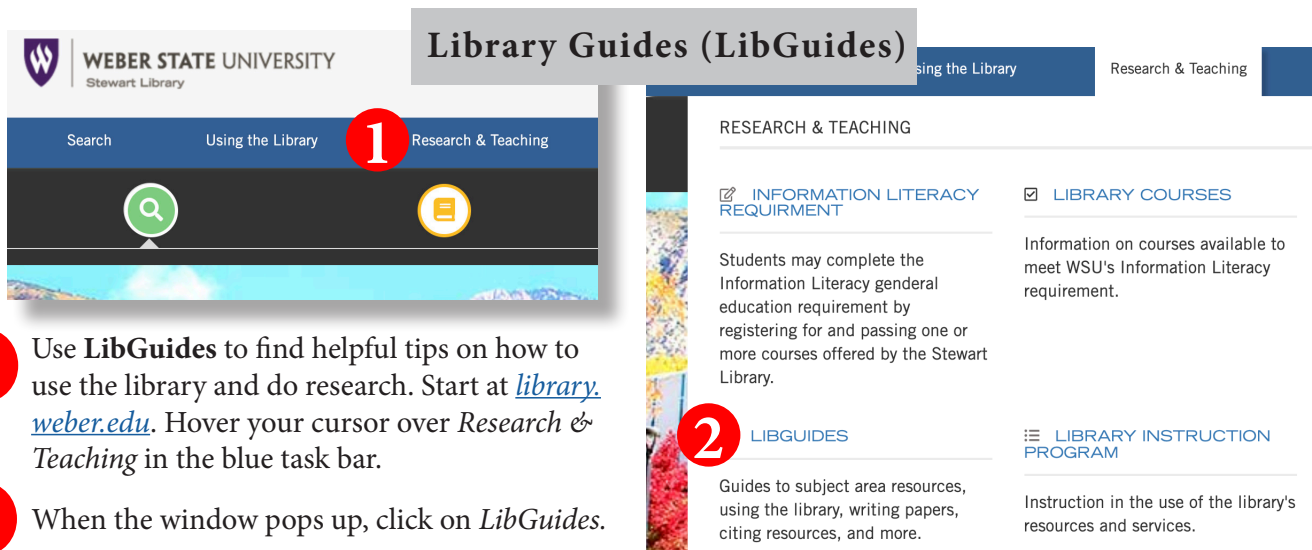 Library Guides (LibGuides)
WEBER STATE UNIVERSITY
Stewart Library
Search
Using the Library
1
Research & Teaching
Use LibGuides to find helpful tips on how to
use the library and do research. Start at library.
weber.edu. Hover your cursor over Research &
Teaching in the blue task bar.
When the window pops up, click on LibGuides.
sing the Library
Research & Teaching
RESEARCH & TEACHING
INFORMATION LITERACY
REQUIRMENT
Students may complete the
Information Literacy genderal
education requirement by
registering for and passing one or
more courses offered by the Stewart
Library.
LIBRARY COURSES
Information on courses available to
meet WSU's Information Literacy
requirement.
2
LIBGUIDES
Guides to subject area resources,
using the library, writing papers,
citing resources, and more.
LIBRARY INSTRUCTION
PROGRAM
Instruction in the use of the library's
resources and services.